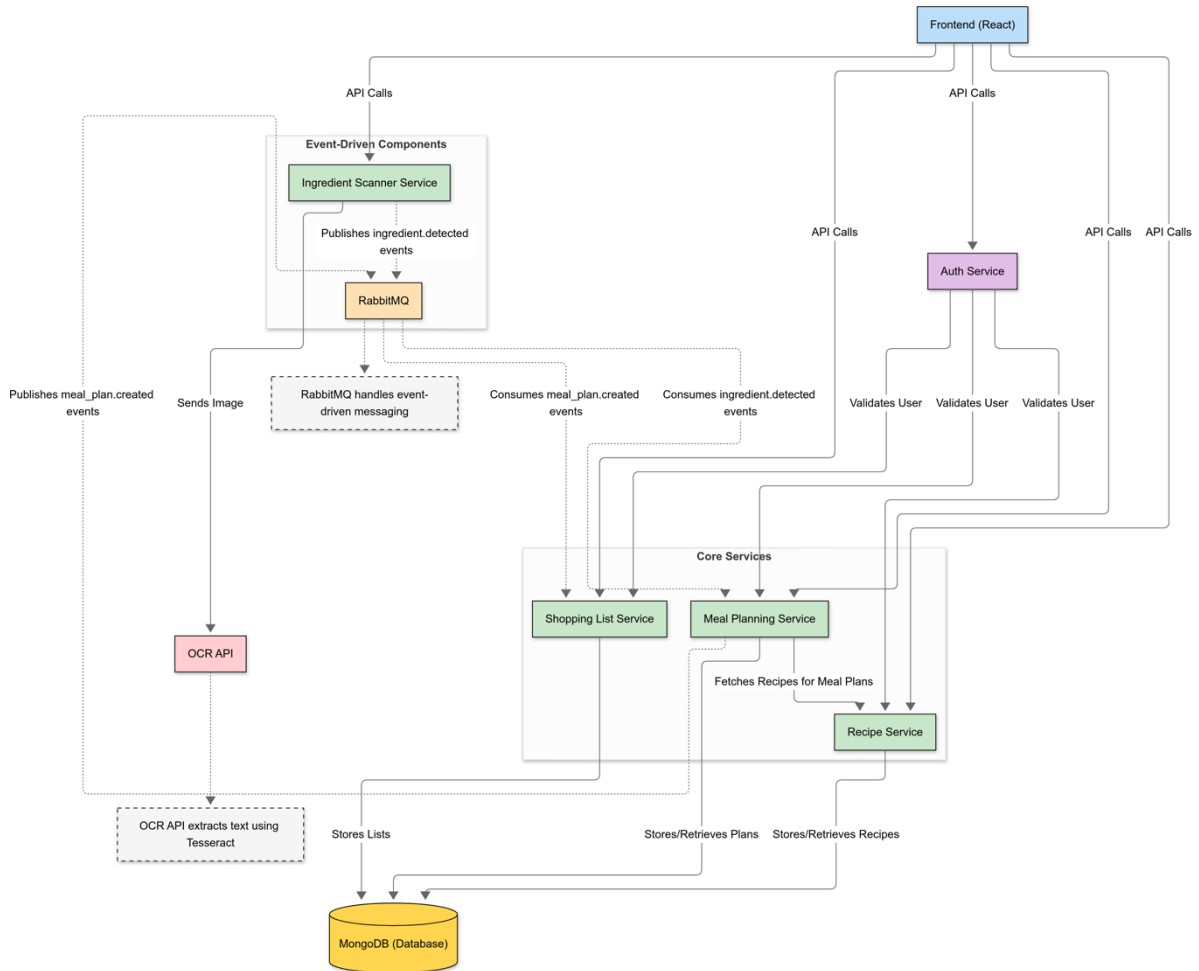 Frontend (React)
API Calls
API Calls
Event-Driven Components
Ingredient Scanner Service
Publishes ingredient.detected
events
API Calls
API Calls
API Calls
Auth Service
RabbitMQ
Publishes meal_plan.created
events
Sends Image
RabbitMQ handles event-
driven messaging
Consumes meal_plan.created
events
Consumes ingredient.detected
events
Validates User
Validates User
Validates User
Core Services
Shopping List Service
Meal Planning Service
OCR API
Fetches Recipes for Meal Plans
Recipe Service
OCR API extracts text using
Tesseract
Stores Lists
Stores/Retrieves Plans
Stores/Retrieves Recipes
MongoDB (Database)